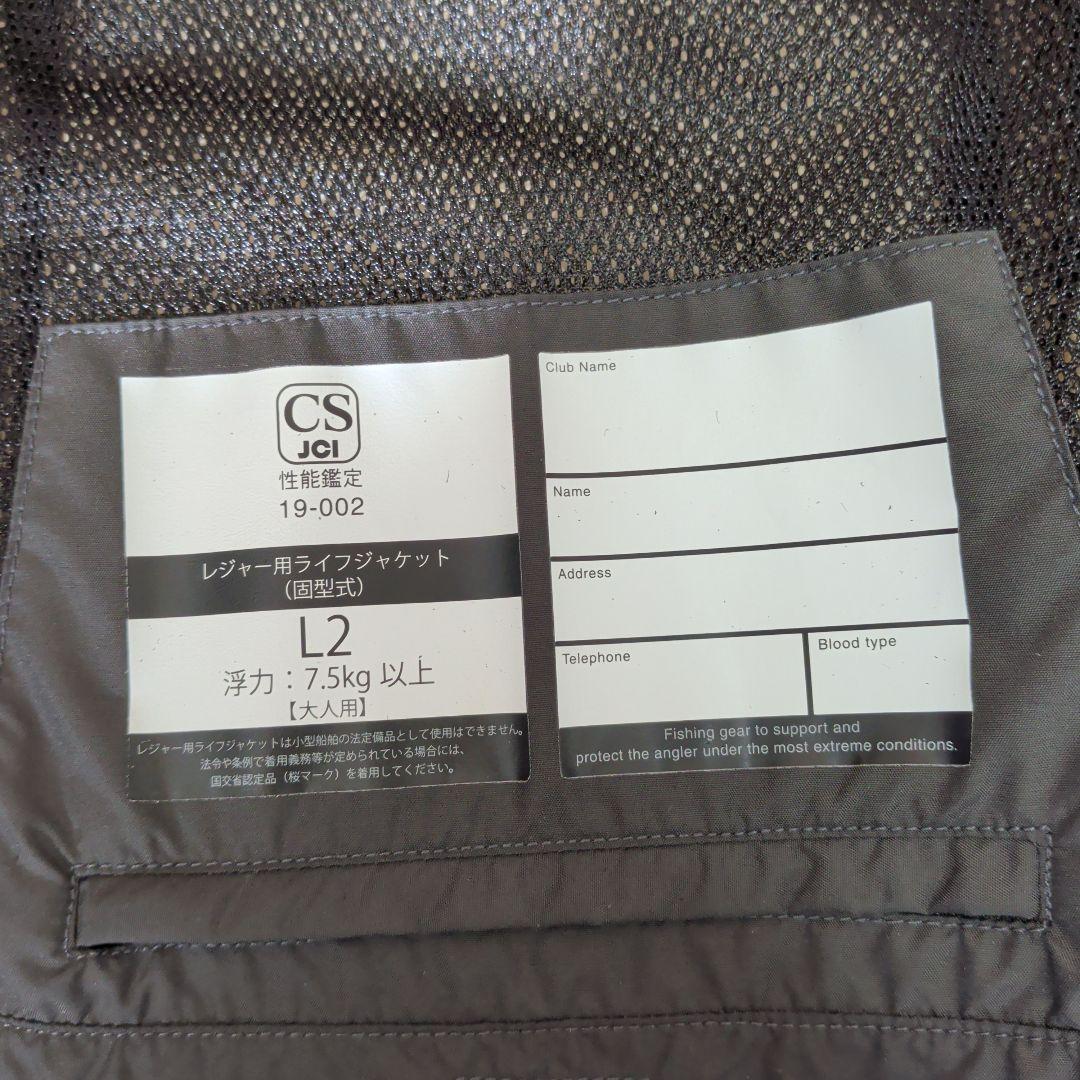 CS
JCI
性能鑑定
19-002
レジャー用ライフジャケット
(固型式)
L2
浮力：7.5kg 以上
【大人用】
レジャー用ライフジャケットは小型船舶の法定備品として使用はできません。
法令や条例で着用義務等が定められている場合には、
国交省認定品（桜マーク）を着用してください。
Club Name
Name
Address
Telephone
Blood type
Fishing gear to support and
protect the angler under the most extreme conditions.